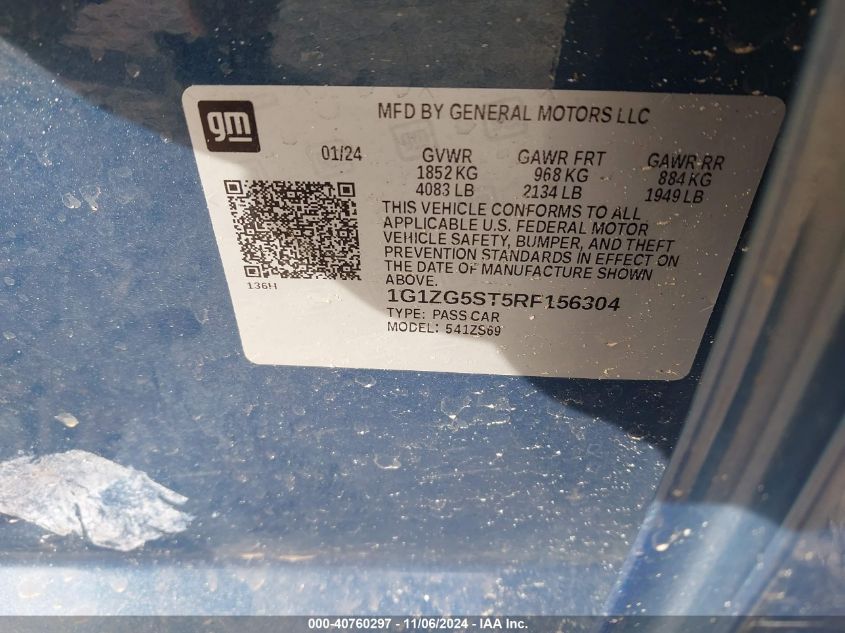 gm
MFD BY GENERAL MOTORS LLC
01/24 GVWR GAWR FRT GAWR RR
1852 KG 968 KG 884 KG
4083 LB 2134 LB 1949 LB
THIS VEHICLE CONFORMS TO ALL
APPLICABLE U.S. FEDERAL MOTOR
VEHICLE SAFETY, BUMPER, AND THEFT
PREVENTION STANDARDS IN EFFECT ON
THE DATE OF MANUFACTURE SHOWN
ABOVE.
136H
1G1ZG5ST5RF156304
TYPE: PASS CAR
MODEL: 541ZS69
000-40760297 - 11/06/2024 - IAA Inc.